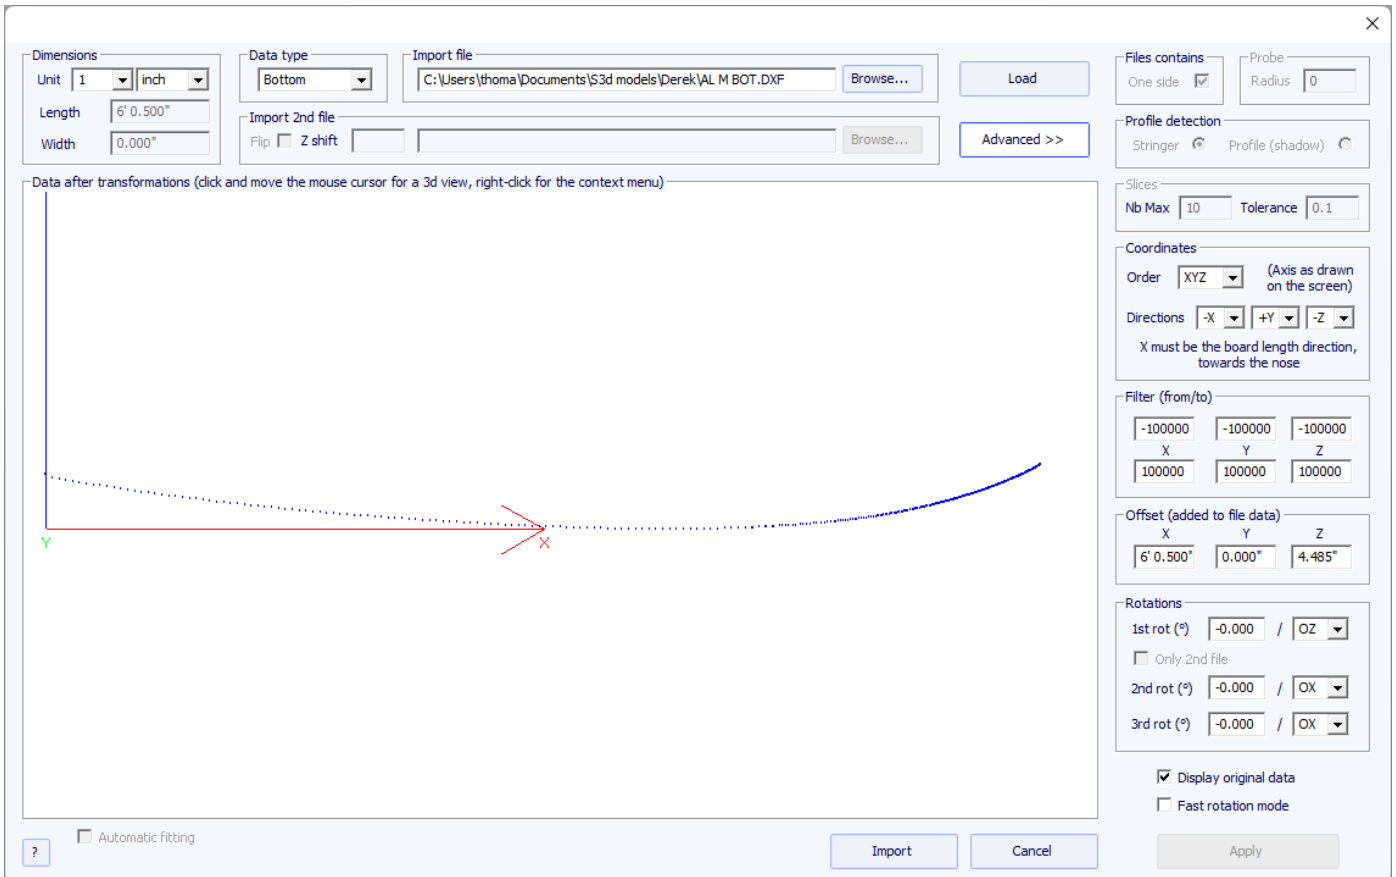 Dimensions
Unit 1 inch
Length 6' 0.500"
Width 0.000"
Data type
Bottom
Import file
C:\Users\thoma\Documents\S3d models\Derek\AL M BOT.DXF Browse...
Import 2nd file
Flip Z shift Browse...
Load
Advanced >>
Files contains
One side
Probe
Radius 0
Profile detection
Stringer Profile (shadow)
Slices
Nb Max 10 Tolerance 0.1
Coordinates
Order XYZ (Axis as drawn
on the screen)
Directions -X +Y -Z
X must be the board length direction,
towards the nose
Filter (from/to)
-100000 -100000 -100000
X Y Z
100000 100000 100000
Offset (added to file data)
X Y Z
6' 0.500" 0.000" 4.485"
Rotations
1st rot (°) -0.000 / OZ
Only 2nd file
2nd rot (°) -0.000 / OX
3rd rot (°) -0.000 / OX
Display original data
Fast rotation mode
Apply
Data after transformations (click and move the mouse cursor for a 3d view, right-click for the context menu)
Y X
Automatic fitting
?
Import
Cancel